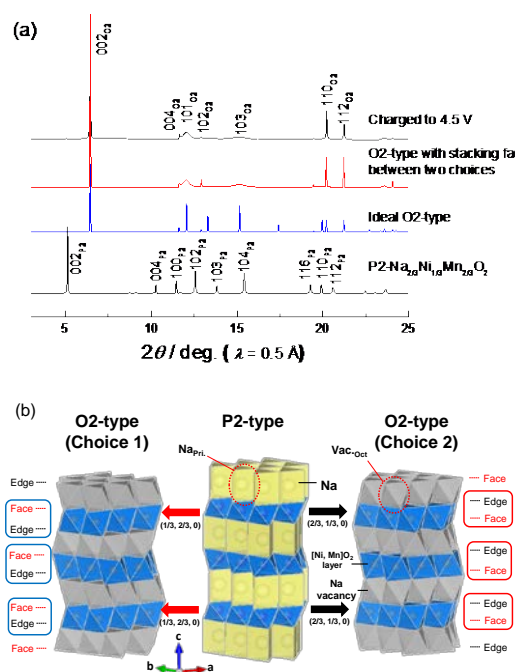 (a)
002O2
004O2
101O2
102O2
103O2
110O2
112O2
Charged to 4.5 V
O2-type with stacking fa
between two choices
Ideal O2-type
002P2
004P2
100P2
102P2
103P2
104P2
116P2
110P2
112P2
P2-Na2/3Ni1/3Mn2/3O2
5 10 15 20 25
2θ / deg. ( λ = 0.5 Å)
(b)
O2-type
(Choice 1)
P2-type
O2-type
(Choice 2)
NaPri.
Vac.Oct
Na
Edge
Face
Edge
Face
Edge
Face
Edge
Face
(1/3, 2/3, 0)
(1/3, 2/3, 0)
(2/3, 1/3, 0)
(2/3, 1/3, 0)
[Ni, Mn]O2
layer
Na
vacancy
Face
Edge
Face
Edge
Face
Edge
Face
Edge
c
b
a